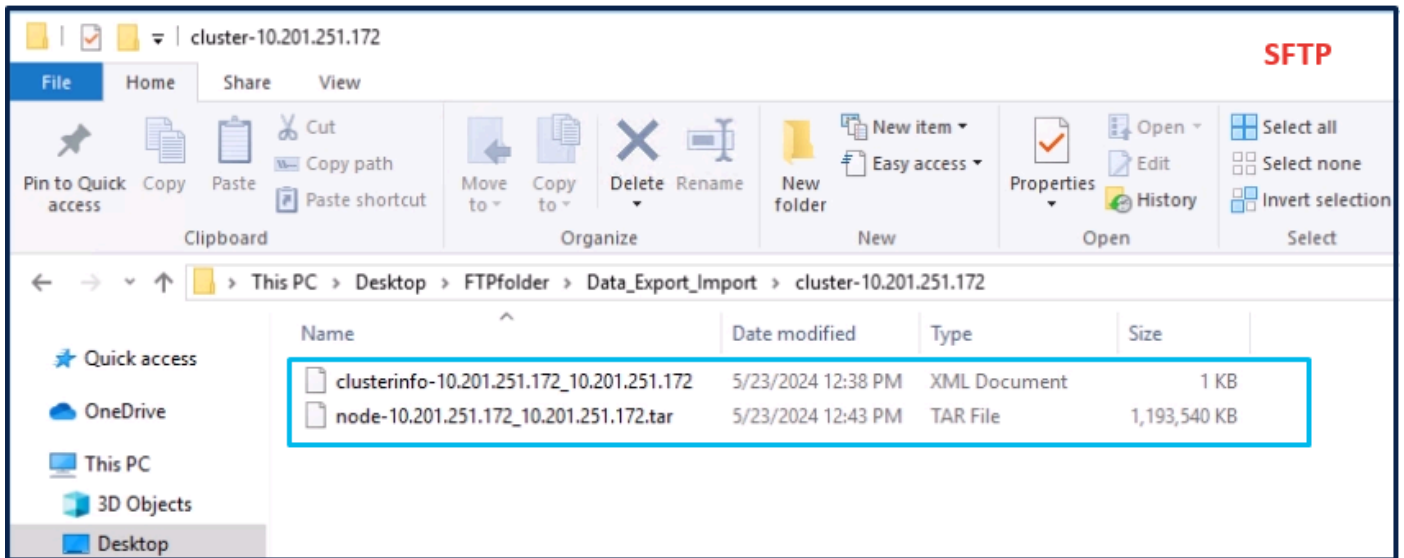 cluster-10.201.251.172
SFTP
File Home Share View
Pin to Quick access
Copy
Paste
Cut
Copy path
Paste shortcut
Clipboard
Move to
Copy to
Delete
Rename
Organize
New folder
New item
Easy access
New
Properties
Open
Edit
History
Open
Select all
Select none
Invert selection
Select
This PC > Desktop > FTPfolder > Data_Export_Import > cluster-10.201.251.172
Name Date modified Type Size
Quick access
OneDrive
This PC
3D Objects
Desktop
clusterinfo-10.201.251.172_10.201.251.172 5/23/2024 12:38 PM XML Document 1 KB
node-10.201.251.172_10.201.251.172.tar 5/23/2024 12:43 PM TAR File 1,193,540 KB